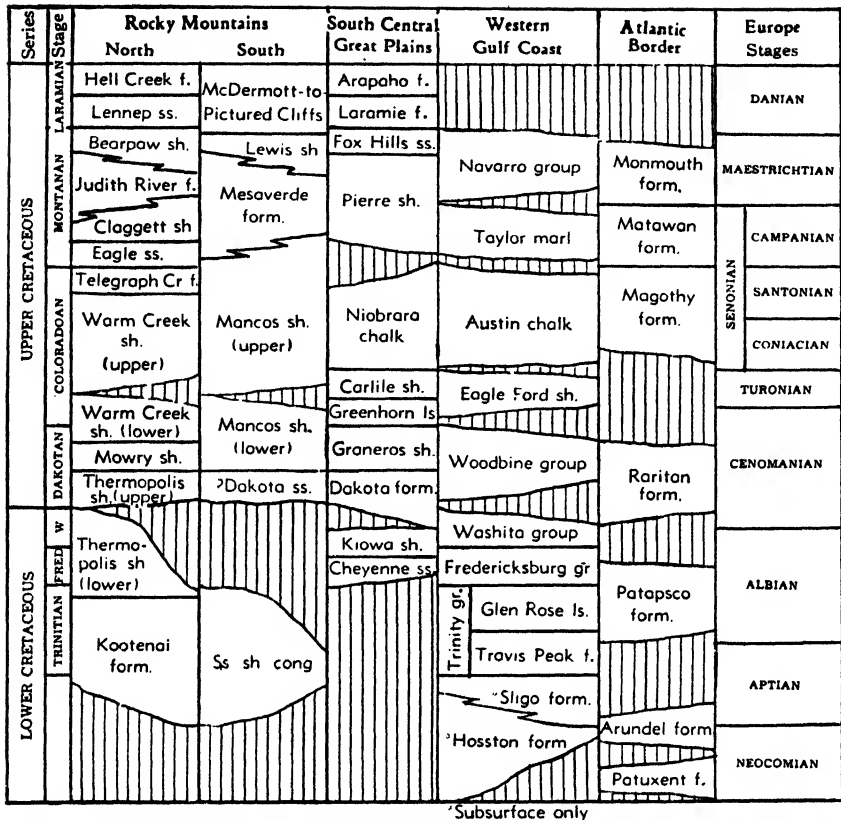 Series
Stage
Rocky Mountains
North
South
South Central
Great Plains
Western
Gulf Coast
Atlantic
Border
Europe
Stages
UPPER CRETACEOUS
LOWER CRETACEOUS
LARAMIAN
MONTANAN
COLORADOAN
DAKOTAN
W
FRED
TRINITIAN
Hell Creek f.
Lennep ss.
Bearpaw sh.
Judith River f.
Claggett sh
Eagle ss.
Telegraph Cr f.
Warm Creek
sh.
(upper)
Warm Creek
sh. (lower)
Mowry sh.
Thermopolis
sh.(upper)
Thermo-
polis sh
(lower)
Kootenai
form.
McDermott-to-
Pictured Cliffs
Lewis sh
Mesaverde
form.
Mancos sh.
(upper)
Mancos sh.
(lower)
?Dakota ss.
Ss sh cong
Arapaho f.
Laramie f.
Fox Hills ss.
Pierre sh.
Niobrara
chalk
Carlile sh.
Greenhorn ls
Graneros sh.
Dakota form.
Kiowa sh.
Cheyenne ss.
Navarro group
Taylor marl
Austin chalk
Eagle Ford sh.
Woodbine group
Washita group
Fredericksburg gr
Trinity gr.
Glen Rose ls.
Travis Peak f.
'Sligo form.
'Hosston form
Monmouth
form.
Matawan
form.
Magothy
form.
Raritan
form.
Patapsco
form.
Arundel form
Patuxent f.
DANIAN
MAESTRICHTIAN
SENONIAN
CAMPANIAN
SANTONIAN
CONIACIAN
TURONIAN
CENOMANIAN
ALBIAN
APTIAN
NEOCOMIAN
'Subsurface only